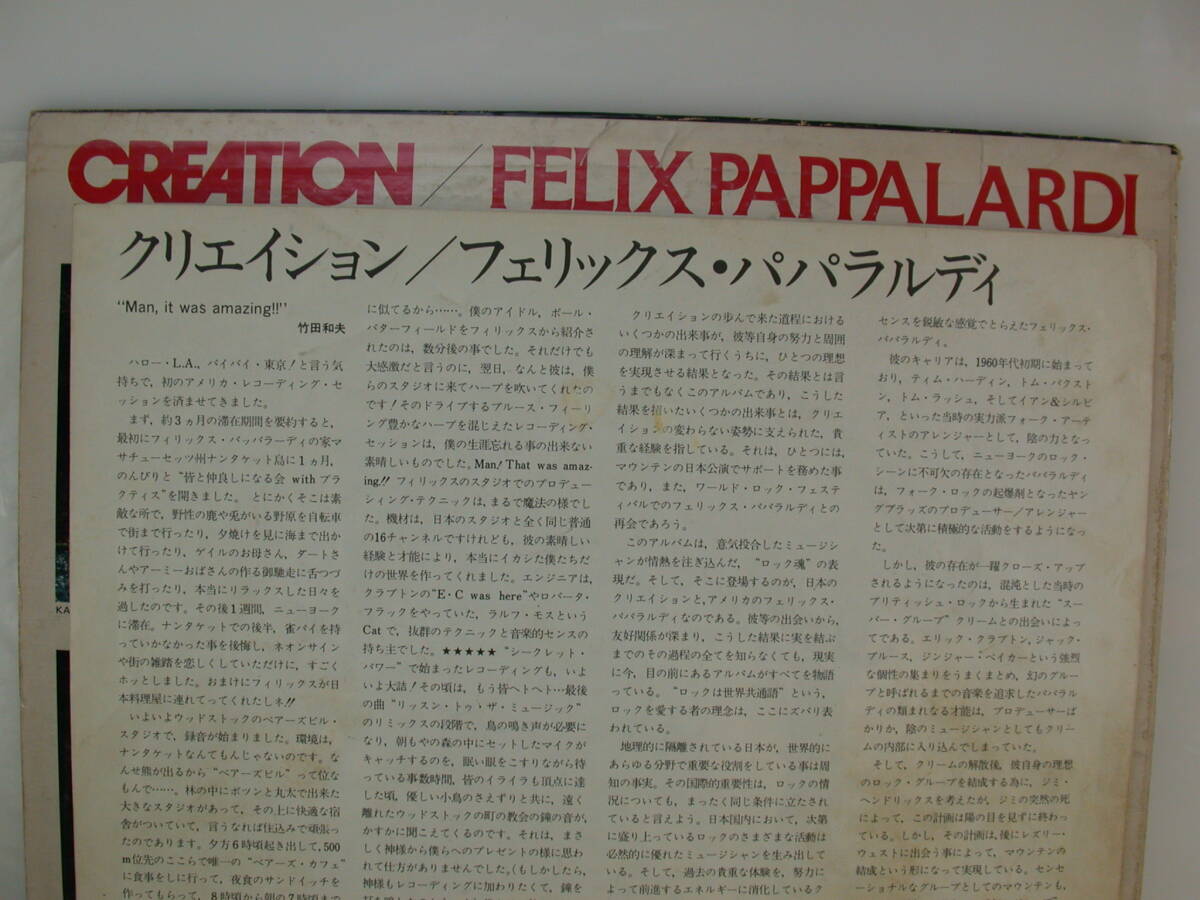 CREATION / FELIX PAPPALARDI
クリエイション/フェリックス・パパラルディ
"Man, it was amazing!!"
竹田和夫
ハロー・L.A., バイバイ・東京!と言う気
持ちで，初のアメリカ・レコーディング・セ
ッションを済ませてきました。
まず，約3ヵ月の滞在期間を要約すると，
最初にフィリックス・パッパラーディの家マ
サチューセッツ州ナンタケット島に1ヵ月，
のんびりと“皆と仲良しになる会 with プラ
クティス”を開きました。とにかくそこは素
敵な所で，野性の鹿や兎がいる野原を自転車
で街まで行ったり，夕焼けを見に海まで出か
けて行ったり，ゲイルのお母さん，ダートさ
んやアーミーおばさんの作る御馳走に舌つづ
みを打ったり，本当にリラックスした日々を
過したのです。その後1週間，ニューヨーク
に滞在。ナンタケットでの後半，雀パイを持
っていかなかった事を後悔し，ネオンサイン
や街の雑踏を恋しくしていただけに，すごく
ホッとしました。おまけにフィリックスが日
本料理屋に連れてってくれたしネ!!
いよいよウッドストックのベアーズビル・
スタジオで，録音が始まりました。環境は，
ナンタケットなんてもんじゃないのです。な
んせ熊が出るから“ベアーズビル”って位な
もんで……。林の中にポツンと丸太で出来た
大きなスタジオがあって，その上に快適な宿
舎がついていて，言うなれば住込みで頑張っ
たのであります。夕方6時頃起き出して，500
m位先のここらで唯一の“ベアーズ・カフェ”
に食事をしに行って，夜食のサンドイッチを
作ってもらって，8時頃から朝の7時頃まで
に似てるから……。僕のアイドル，ポール・
バターフィールドをフィリックスから紹介さ
れたのは，数分後の事でした。それだけでも
大感激だと言うのに，翌日，なんと彼は，僕
らのスタジオに来てハープを吹いてくれたの
です!そのドライブするブルース・フィーリ
ング豊かなハープを混じえたレコーディング・
セッションは，僕の生涯忘れる事の出来ない
素晴しいものでした。Man! That was amaz-
ing!! フィリックスのスタジオでのプロデュー
シィング・テクニックは，まるで魔法の様でし
た。機材は，日本のスタジオと全く同じ普通
の16チャンネルですけれども，彼の素晴しい
経験と才能により，本当にイカシた僕たちだ
けの世界を作ってくれました。エンジニアは，
クラプトンの“E・C was here”やロバータ・
フラックをやっていた，ラルフ・モスという
Catで，抜群のテクニックと音楽的センスの
持ち主でした。★★★★★“シークレット・
パワー”で始まったレコーディングも，いよ
いよ大詰!その頃は，もう皆ヘトヘト…最後
の曲“リッスン・トゥ・ザ・ミュージック”
のリミックスの段階で，鳥の鳴き声が必要に
なり，朝もやの森の中にセットしたマイクが
キャッチするのを，眠い眼をこすりながら待
っている事数時間，皆のイライラも頂点に達
した頃，優しい小鳥のさえずりと共に，遠く
離れたウッドストックの町の教会の鐘の音が，
かすかに聞こえてくるのです。それは，まさ
しく神様から僕らへのプレゼントの様に思わ
れて仕方がありませんでした。(もしかしたら，
神様もレコーディングに加わりたくて，鐘を
クリエイションの歩んで来た道程における
いくつかの出来事が，彼等自身の努力と周囲
の理解が深まって行くうちに，ひとつの理想
を実現させる結果となった。その結果とは言
うまでもなくこのアルバムであり，こうした
結果を招いたいくつかの出来事とは，クリエ
イションの変わらない姿勢に支えられた，貴
重な経験を指している。それは，ひとつには，
マウンテンの日本公演でサポートを務めた事
であり，また，ワールド・ロック・フェステ
ィバルでのフェリックス・パパラルディとの
再会であろう。
このアルバムは，意気投合したミュージシ
ャンが情熱を注ぎ込んだ，“ロック魂”の表
現だ。そして，そこに登場するのが，日本の
クリエイションと，アメリカのフェリックス・
パパラルディなのである。彼等の出会いから，
友好関係が深まり，こうした結果に実を結ぶ
までのその過程の全てを知らなくても，現実
に今，目の前にあるアルバムがすべてを物語
っている。“ロックは世界共通語”という，
ロックを愛する者の理念は，ここにズバリ表
われている。
地理的に隔離されている日本が，世界的に
あらゆる分野で重要な役割をしている事は周
知の事実。その国際的重要性は，ロックの情
況についても，まったく同じ条件に立たされ
ていると言えよう。日本国内において，次第
に盛り上っているロックのさまざまな活動は
必然的に優れたミュージシャンを生み出して
いる。そして，過去の貴重な体験を，努力に
よって前進するエネルギーに消化しているク
センスを鋭敏な感覚でとらえたフェリックス・
パパラルディ。
彼のキャリアは，1960年代初期に始まって
おり，ティム・ハーディン，トム・パクスト
ン，トム・ラッシュ，そしてイアン&シルビ
ア，といった当時の実力派フォーク・アーテ
ィストのアレンジャーとして，陰の力となっ
ていた。こうして，ニューヨークのロック・
シーンに不可欠の存在となったパパラルディ
は，フォーク・ロックの起爆剤となったヤン
グブラッズのプロデューサー/アレンジャー
として次第に積極的な活動をするようになっ
た。
しかし，彼の存在が一躍クローズ・アップ
されるようになったのは，混沌とした当時の
ブリティッシュ・ロックから生まれた“スー
パー・グループ”クリームとの出会いによっ
てである。エリック・クラプトン，ジャック・
ブルース，ジンジャー・ベイカーという強烈
な個性の集まりをうまくまとめ，幻のグルー
プと呼ばれるまでの音楽を追求したパパラル
ディの類まれなる才能は，プロデューサーば
かりか，陰のミュージシャンとしてもクリー
ムの内部に入り込んでしまっていた。
そして，クリームの解散後，彼自身の理想
のロック・グループを結成する為に，ジミ・
ヘンドリックスを考えたが，ジミの突然の死
によって，この計画は陽の目を見ずに終わっ
ている。しかし，その計画は，後にレズリー・
ウェストに出会う事によって，マウンテンの
結成という形になって実現している。センセ
ーショナルなグループとしてのマウンテンも，
KA